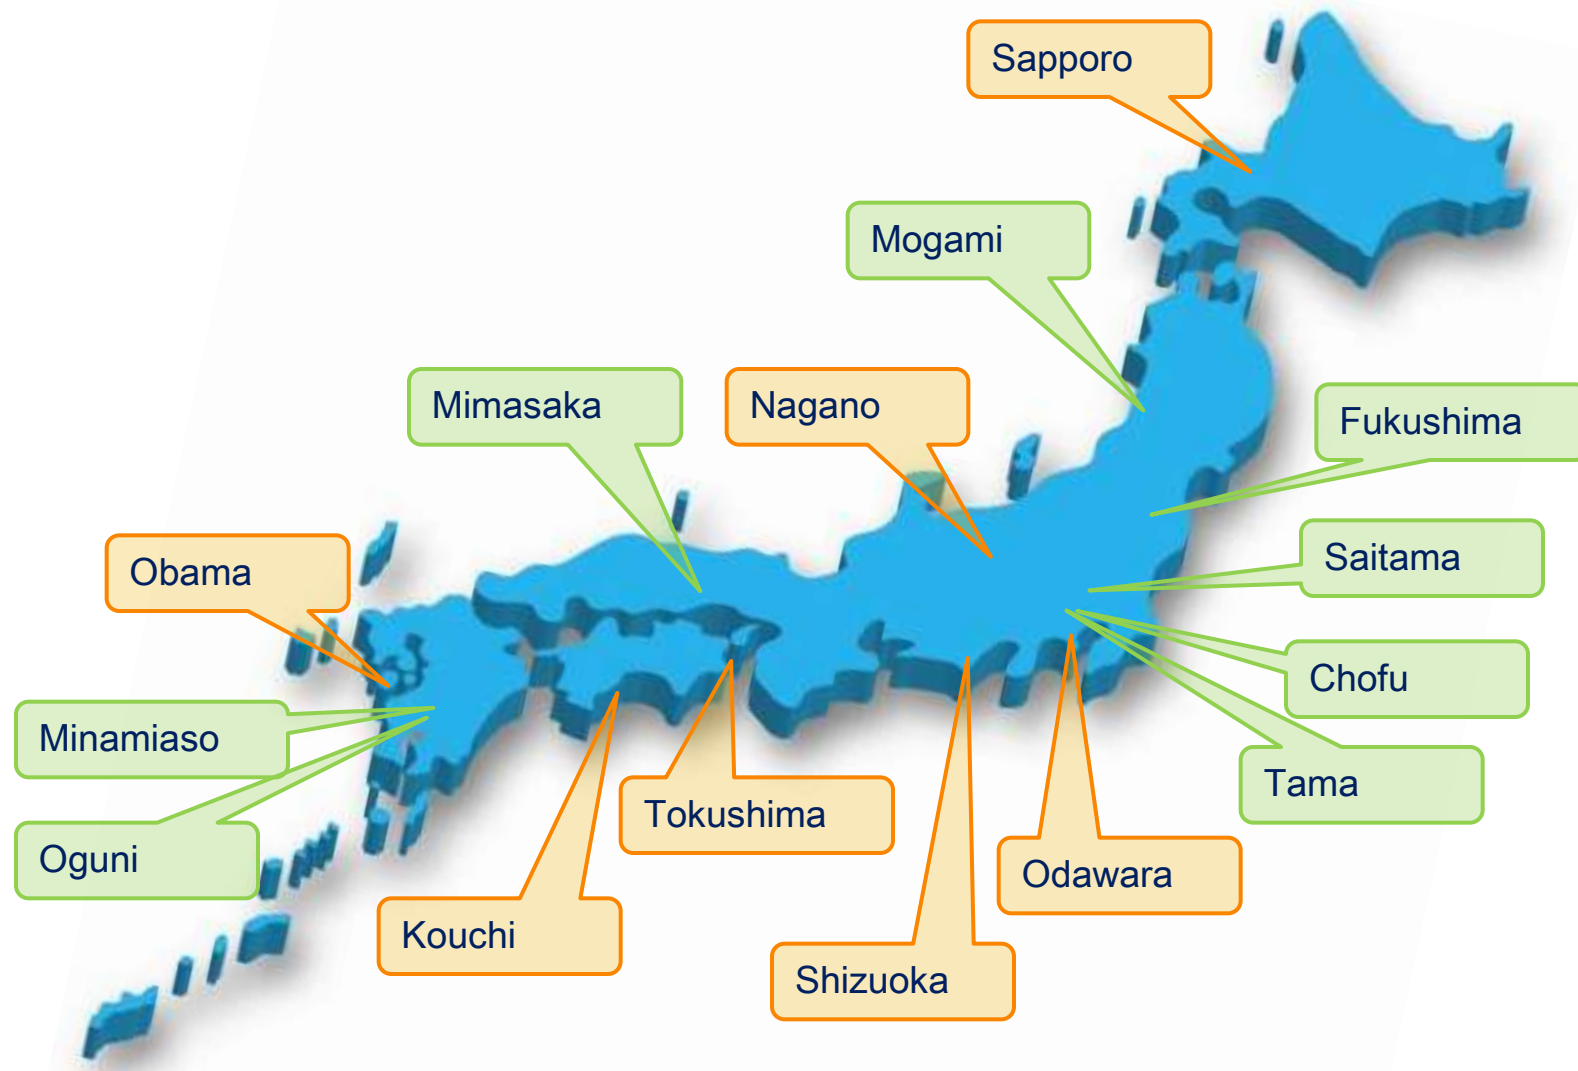 Sapporo
Mogami
Mimasaka
Nagano
Fukushima
Obama
Saitama
Chofu
Minamiaso
Tama
Tokushima
Oguni
Odawara
Kouchi
Shizuoka